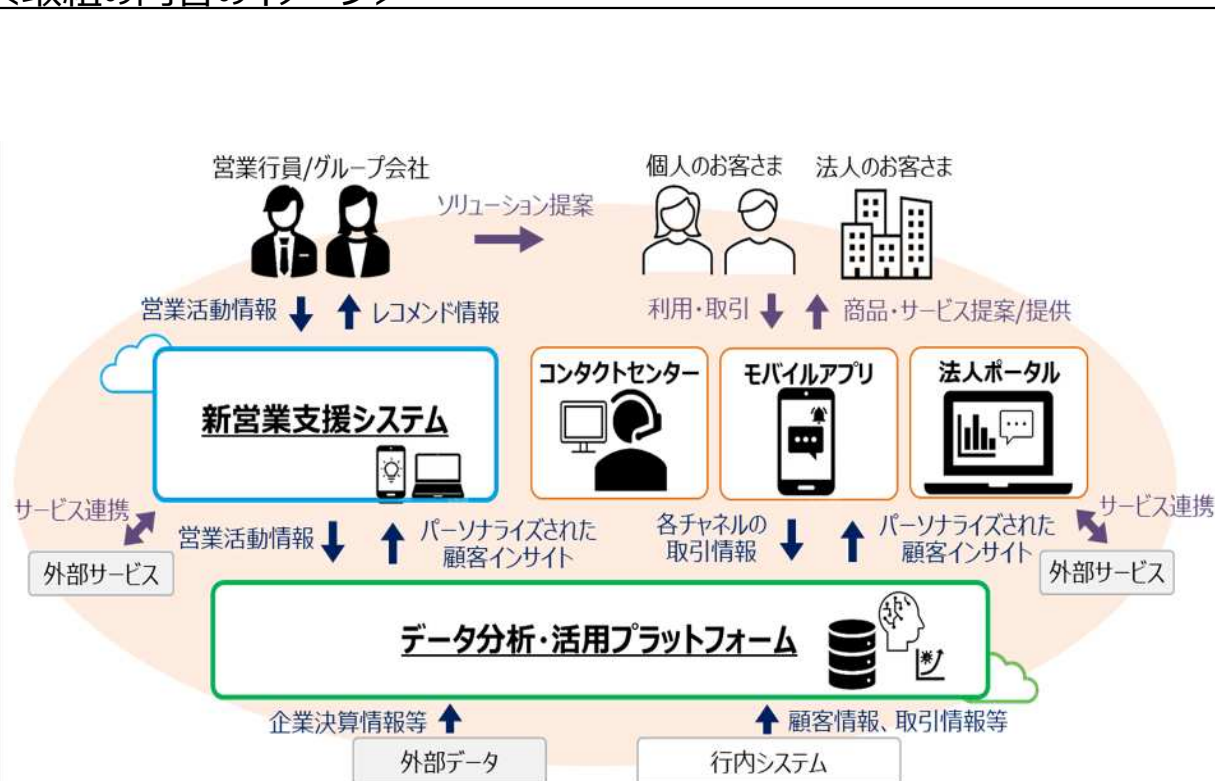 営業行員/グループ会社
個人のお客さま
法人のお客さま
ソリューション提案
営業活動情報
レコメンド情報
利用・取引
商品・サービス提案/提供
新営業支援システム
コンタクトセンター
モバイルアプリ
法人ポータル
サービス連携
外部サービス
営業活動情報
パーソナライズされた
顧客インサイト
各チャネルの
取引情報
パーソナライズされた
顧客インサイト
サービス連携
外部サービス
データ分析・活用プラットフォーム
企業決算情報等
顧客情報、取引情報等
外部データ
行内システム